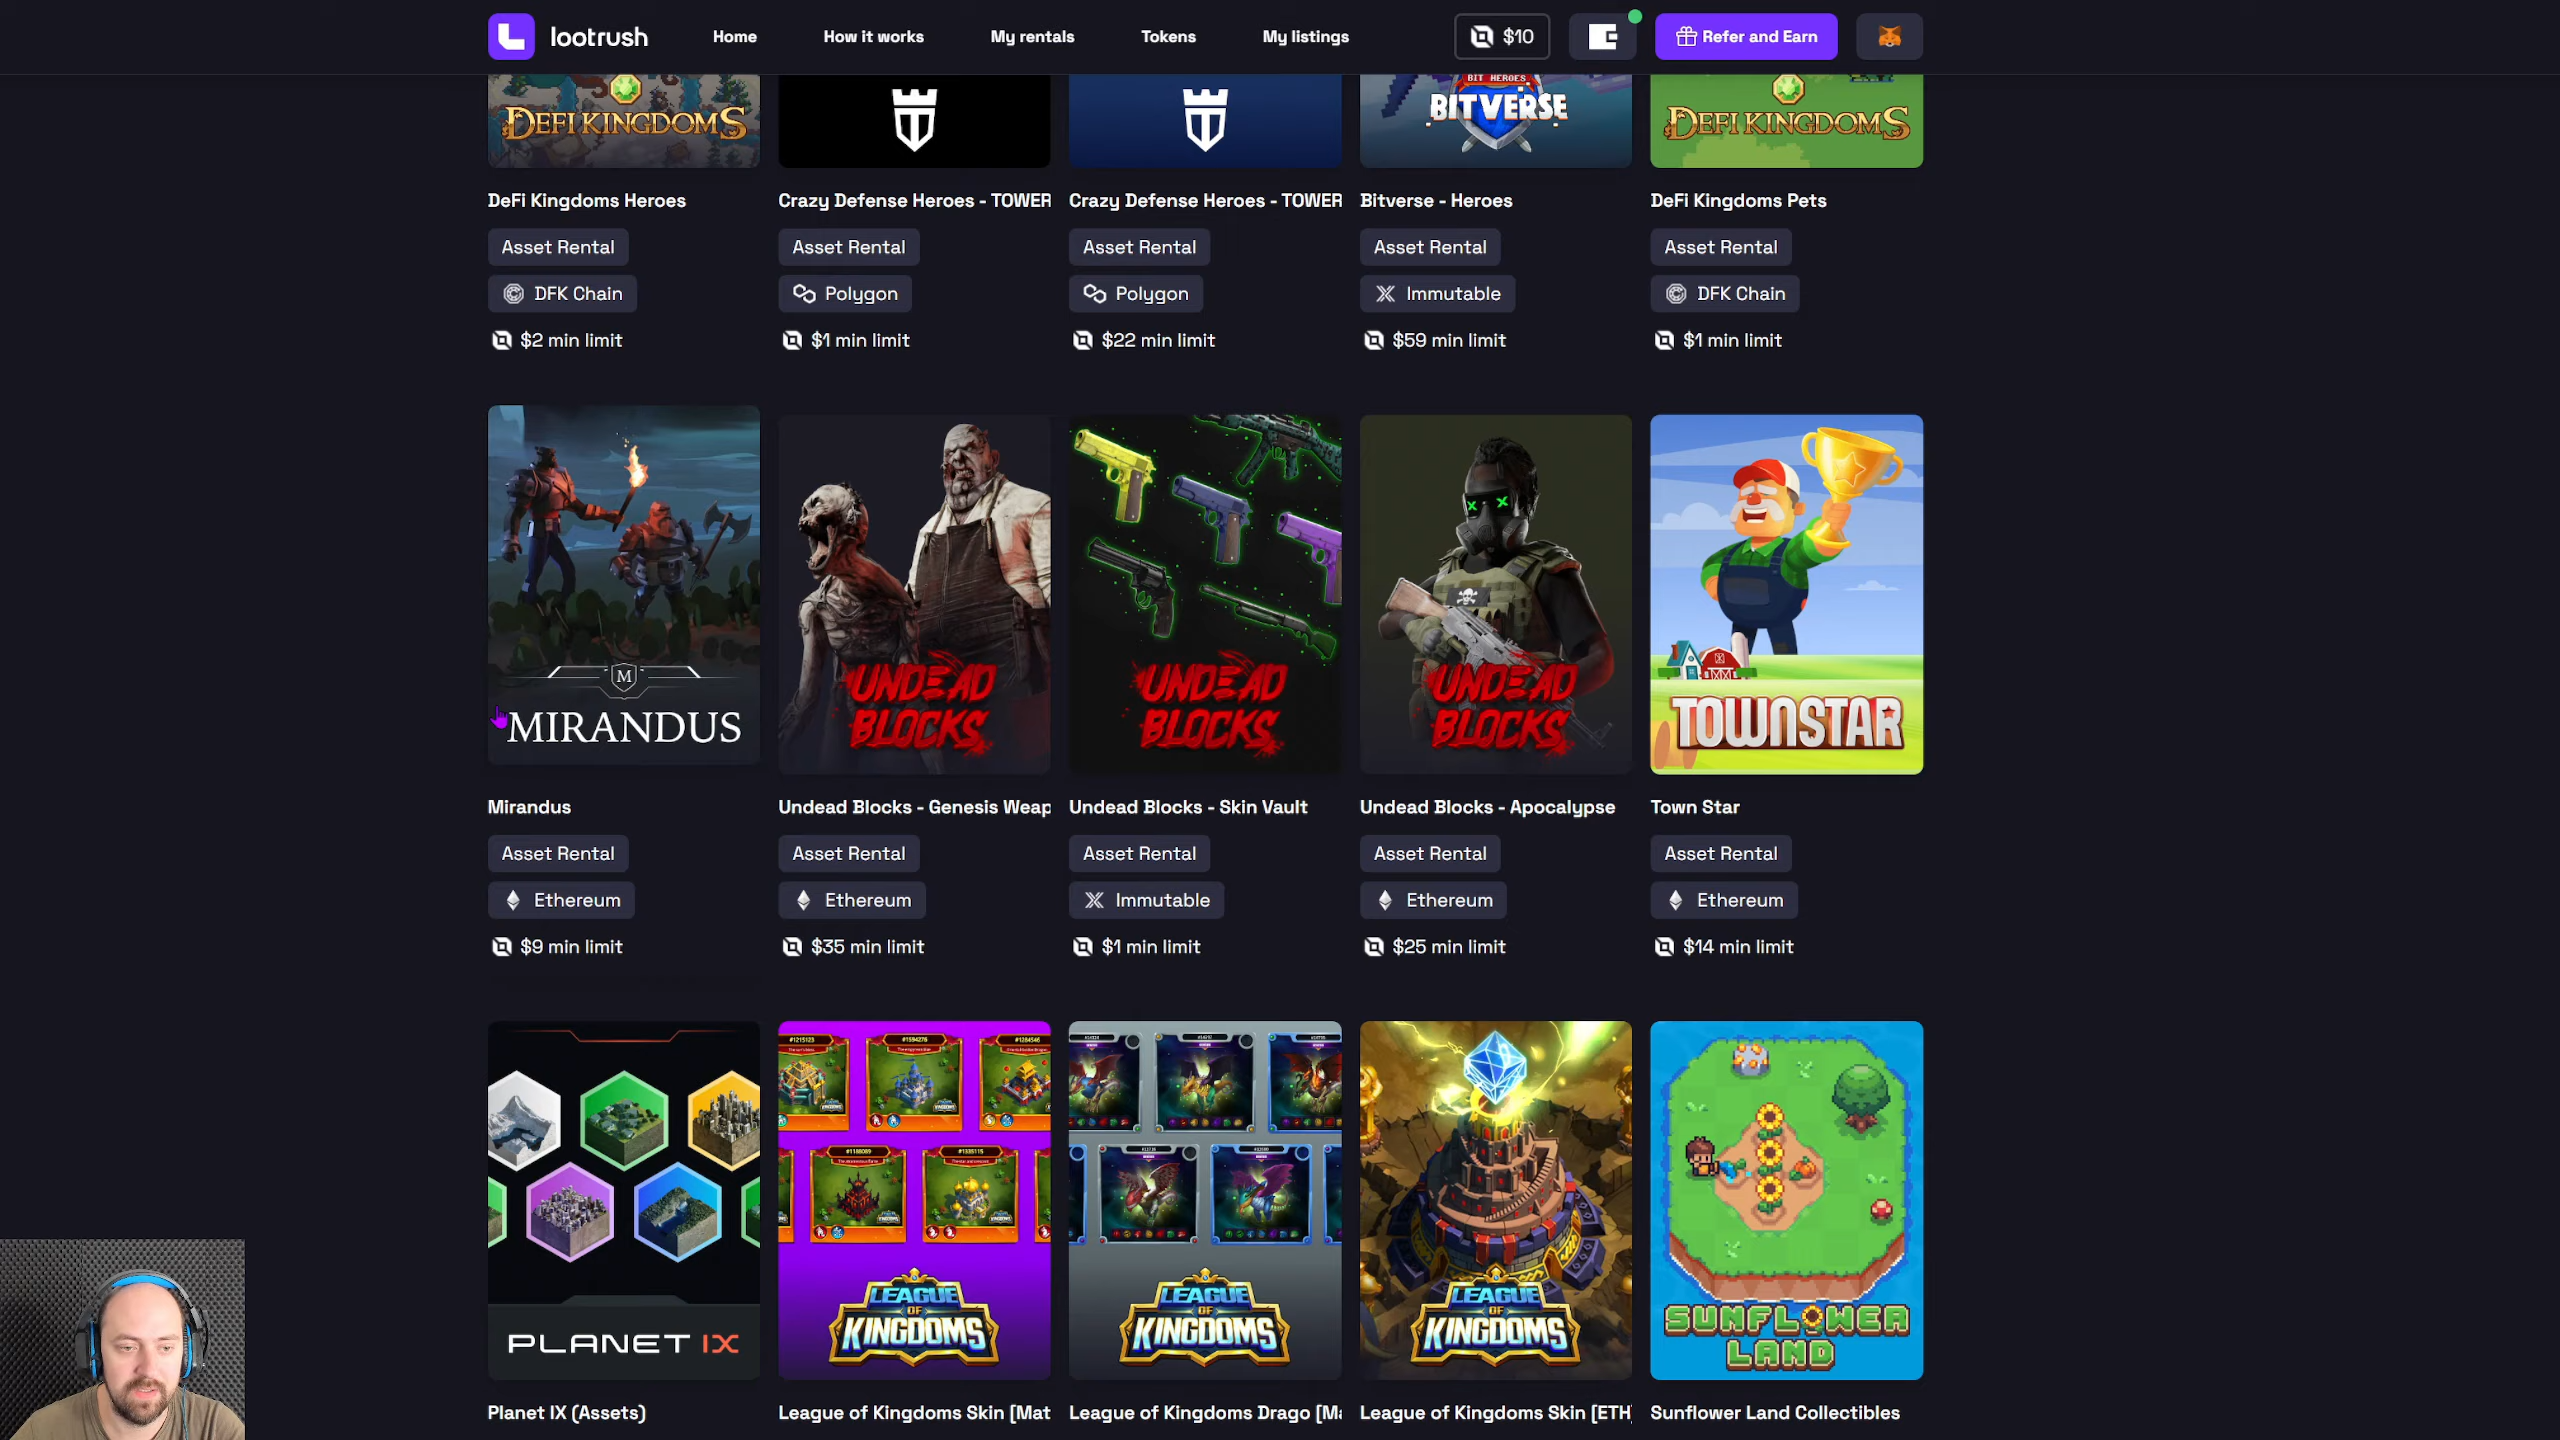 lootrush
Home
How it works
My rentals
Tokens
My listings
$10
Refer and Earn
DEFI KINGDOMS
BIT HEROES
BITVERSE
DEFI KINGDOMS
DeFi Kingdoms Heroes
Crazy Defense Heroes - TOWER
Crazy Defense Heroes - TOWER
Bitverse - Heroes
DeFi Kingdoms Pets
Asset Rental
Asset Rental
Asset Rental
Asset Rental
Asset Rental
DFK Chain
Polygon
Polygon
Immutable
DFK Chain
$2 min limit
$1 min limit
$22 min limit
$59 min limit
$1 min limit
M
MIRANDUS
UNDEAD
BLOCKS
UNDEAD
BLOCKS
UNDEAD
BLOCKS
TOWNSTAR
Mirandus
Undead Blocks - Genesis Weap
Undead Blocks - Skin Vault
Undead Blocks - Apocalypse
Town Star
Asset Rental
Asset Rental
Asset Rental
Asset Rental
Asset Rental
Ethereum
Ethereum
Immutable
Ethereum
Ethereum
$9 min limit
$35 min limit
$1 min limit
$25 min limit
$14 min limit
PLANET IX
#1215123
#1594276
#1284546
LEAGUE
OF
KINGDOMS
LEAGUE
OF
KINGDOMS
LEAGUE
OF
KINGDOMS
SUNFLOWER
LAND
Planet IX (Assets)
League of Kingdoms Skin [Mat
League of Kingdoms Drago [Ma
League of Kingdoms Skin [ETH]
Sunflower Land Collectibles